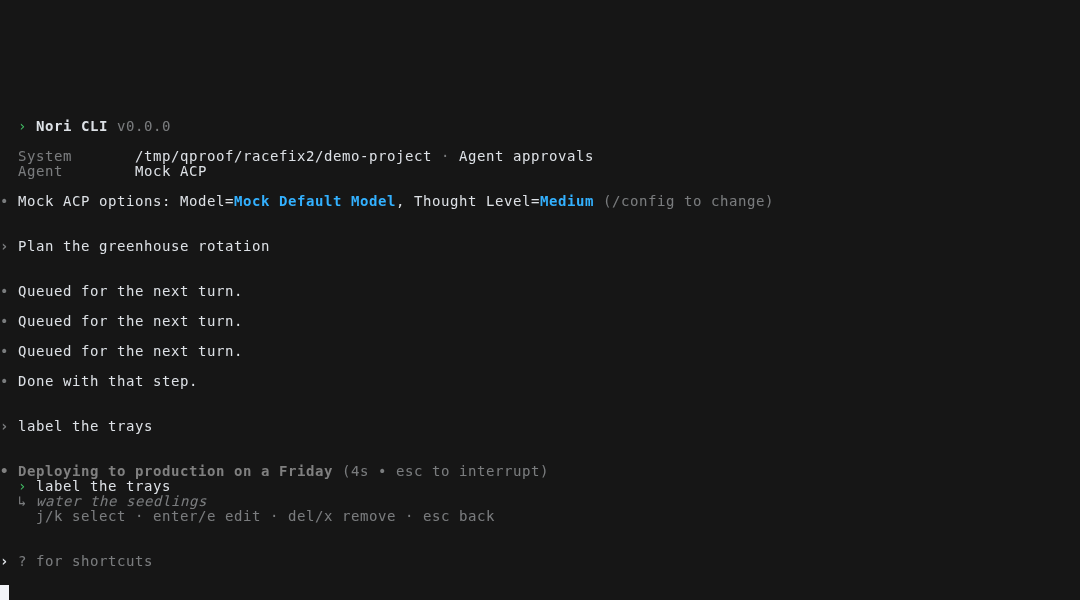 › Nori CLI v0.0.0
System /tmp/qproof/racefix2/demo-project · Agent approvals
Agent Mock ACP
• Mock ACP options: Model=Mock Default Model, Thought Level=Medium (/config to change)
› Plan the greenhouse rotation
• Queued for the next turn.
• Queued for the next turn.
• Queued for the next turn.
• Done with that step.
› label the trays
• Deploying to production on a Friday (4s • esc to interrupt)
› label the trays
↳ water the seedlings
j/k select · enter/e edit · del/x remove · esc back
› ? for shortcuts